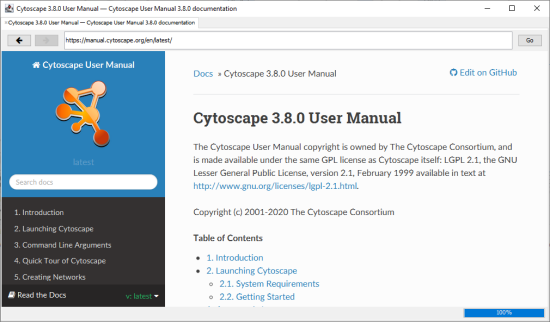 Cytoscape 3.8.0 User Manual — Cytoscape User Manual 3.8.0 documentation
Cytoscape 3.8.0 User Manual — Cytoscape User Manual 3.8.0 documentation
https://manual.cytoscape.org/en/latest/
Go
Cytoscape User Manual
latest
Search docs
1. Introduction
2. Launching Cytoscape
3. Command Line Arguments
4. Quick Tour of Cytoscape
5. Creating Networks
Read the Docs
v: latest
Docs » Cytoscape 3.8.0 User Manual
Edit on GitHub
Cytoscape 3.8.0 User Manual
The Cytoscape User Manual copyright is owned by The Cytoscape Consortium, and
is made available under the same GPL license as Cytoscape itself: LGPL 2.1, the GNU
Lesser General Public License, version 2.1, February 1999 available in text at
http://www.gnu.org/licenses/lgpl-2.1.html.
Copyright (c) 2001-2020 The Cytoscape Consortium
Table of Contents
1. Introduction
2. Launching Cytoscape
2.1. System Requirements
2.2. Getting Started
100%